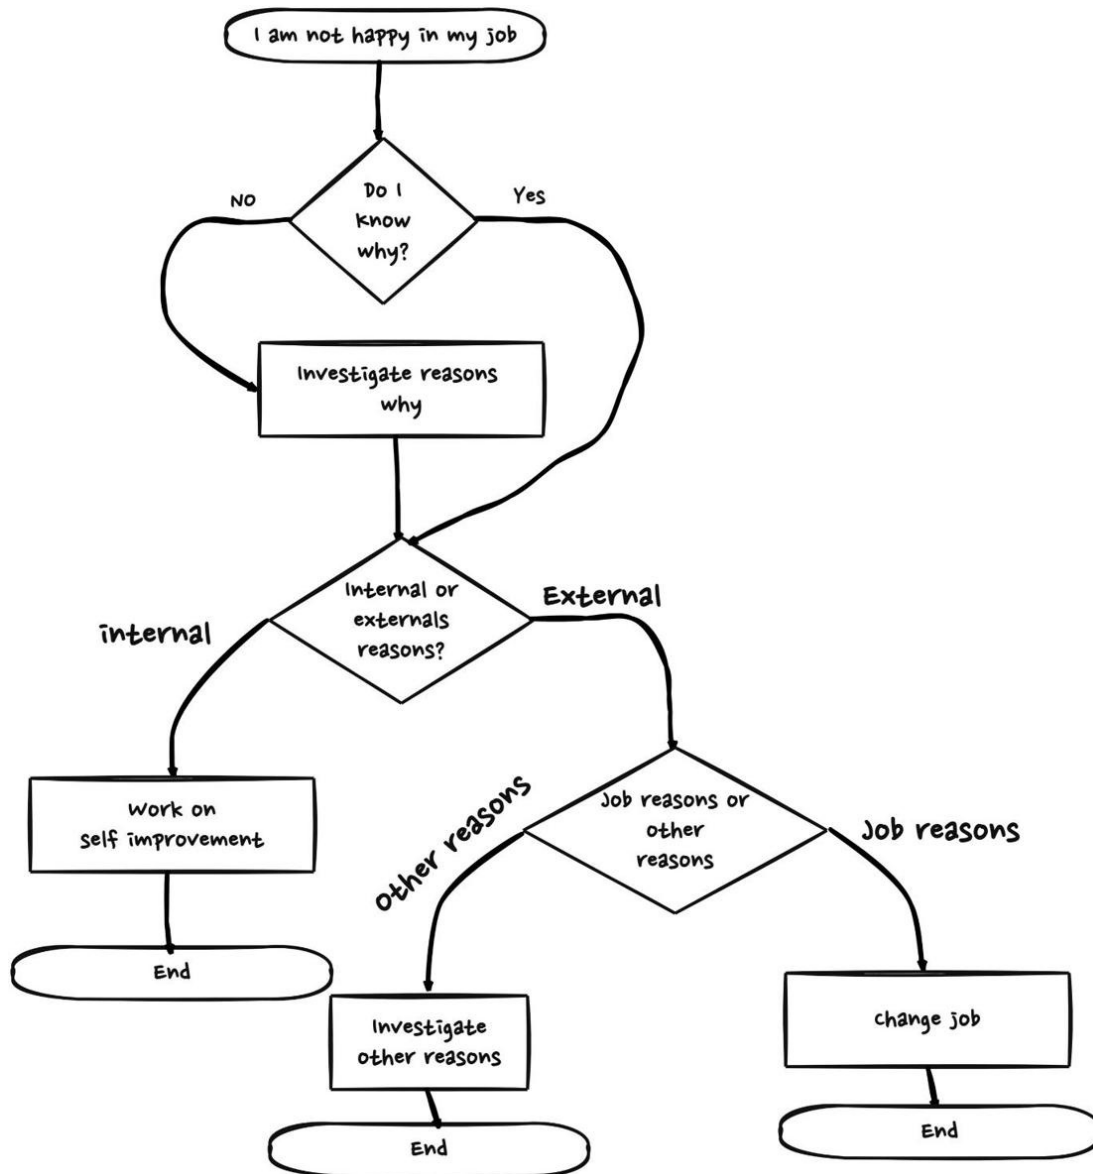 I am not happy in my job
Do I
know
why?
NO
Yes
Investigate reasons
why
Internal or
externals
reasons?
internal
External
Work on
self improvement
End
Job reasons or
other
reasons
other reasons
Job reasons
Investigate
other reasons
End
change job
End